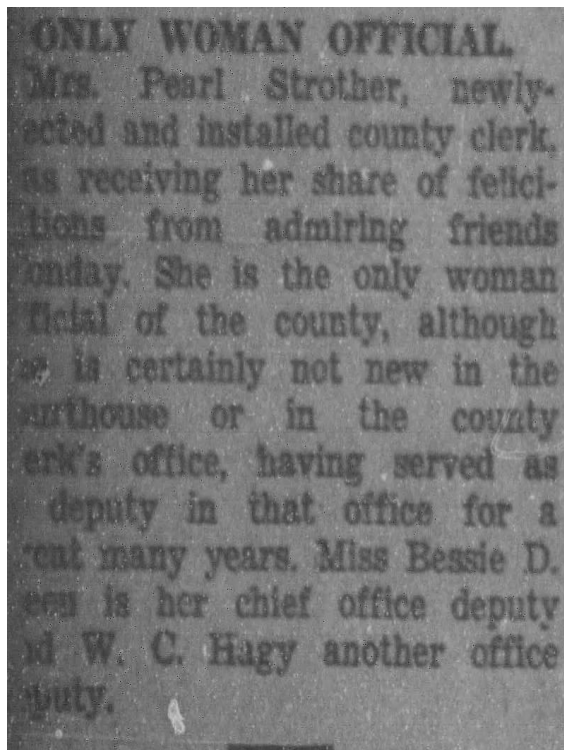 ONLY WOMAN OFFICIAL.
Mrs. Pearl Strother, newly-
ected and installed county clerk,
as receiving her share of felici-
tions from admiring friends
onday. She is the only woman
ficial of the county, although
is certainly not new in the
urthouse or in the county
erk's office, having served as
deputy in that office for a
reat many years. Miss Bessie D.
een is her chief office deputy
nd W. C. Hagy another office
puty.